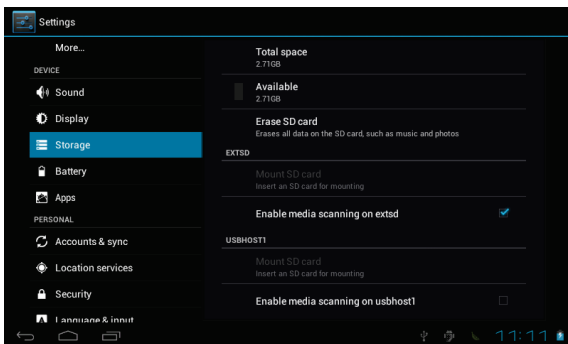 Settings
More...
DEVICE
Sound
Display
Storage
Battery
Apps
PERSONAL
Accounts & sync
Location services
Security
Language & input
Total space
2.71GB
Available
2.71GB
Erase SD card
Erases all data on the SD card, such as music and photos
EXTSD
Mount SD card
Insert an SD card for mounting
Enable media scanning on extsd
USBHOST1
Mount SD card
Insert an SD card for mounting
Enable media scanning on usbhost1
11:11